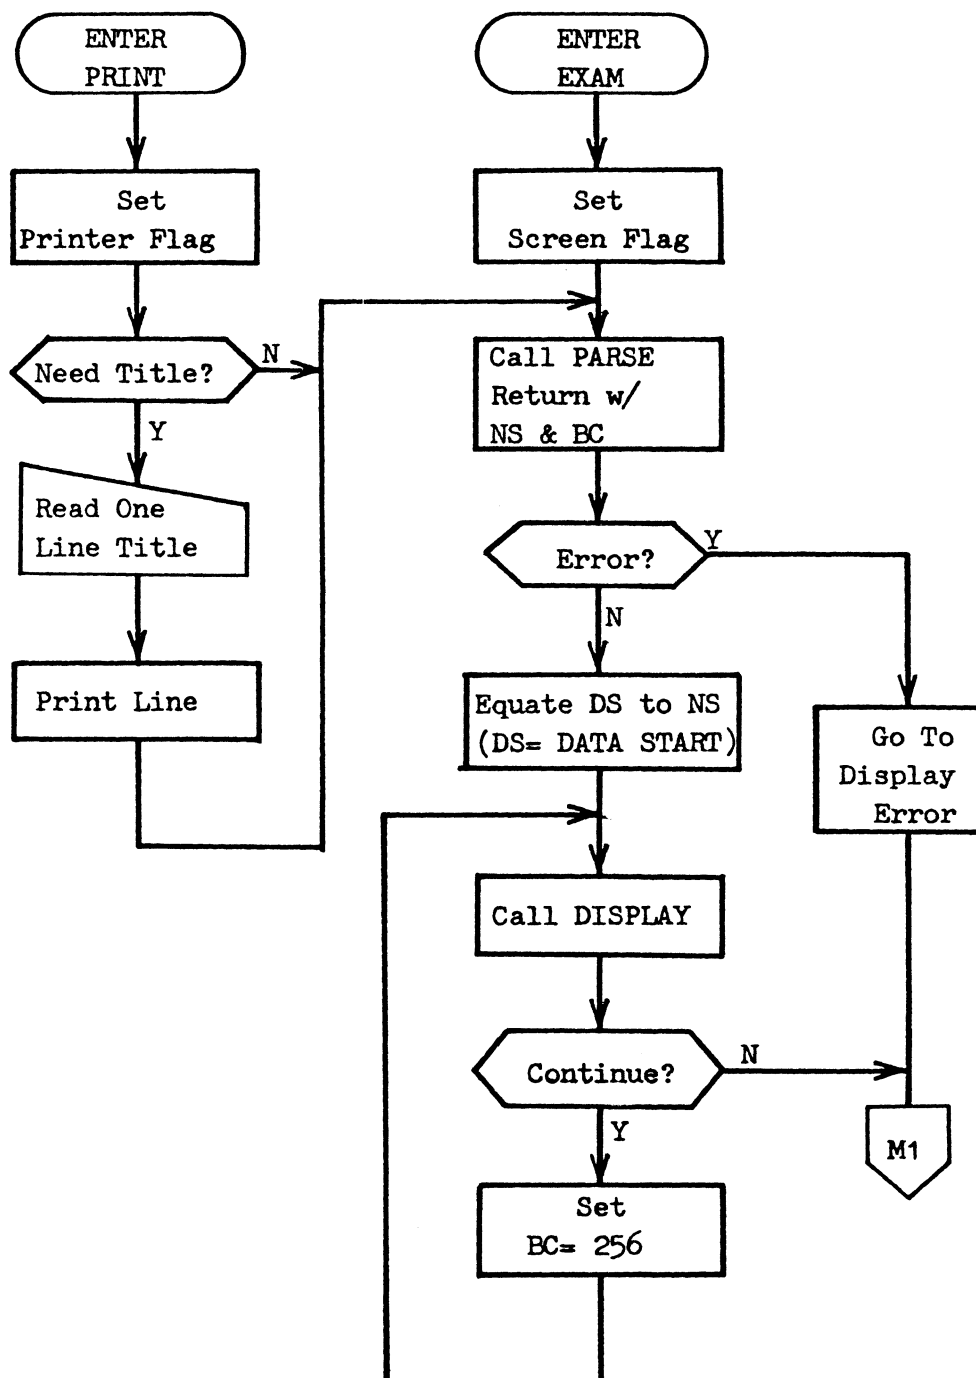 ENTER
PRINT
Set
Printer Flag
Need Title?
N
Y
Read One
Line Title
Print Line
ENTER
EXAM
Set
Screen Flag
Call PARSE
Return w/
NS & BC
Error?
Y
N
Equate DS to NS
(DS= DATA START)
Go To
Display
Error
Call DISPLAY
Continue?
N
Y
M1
Set
BC= 256